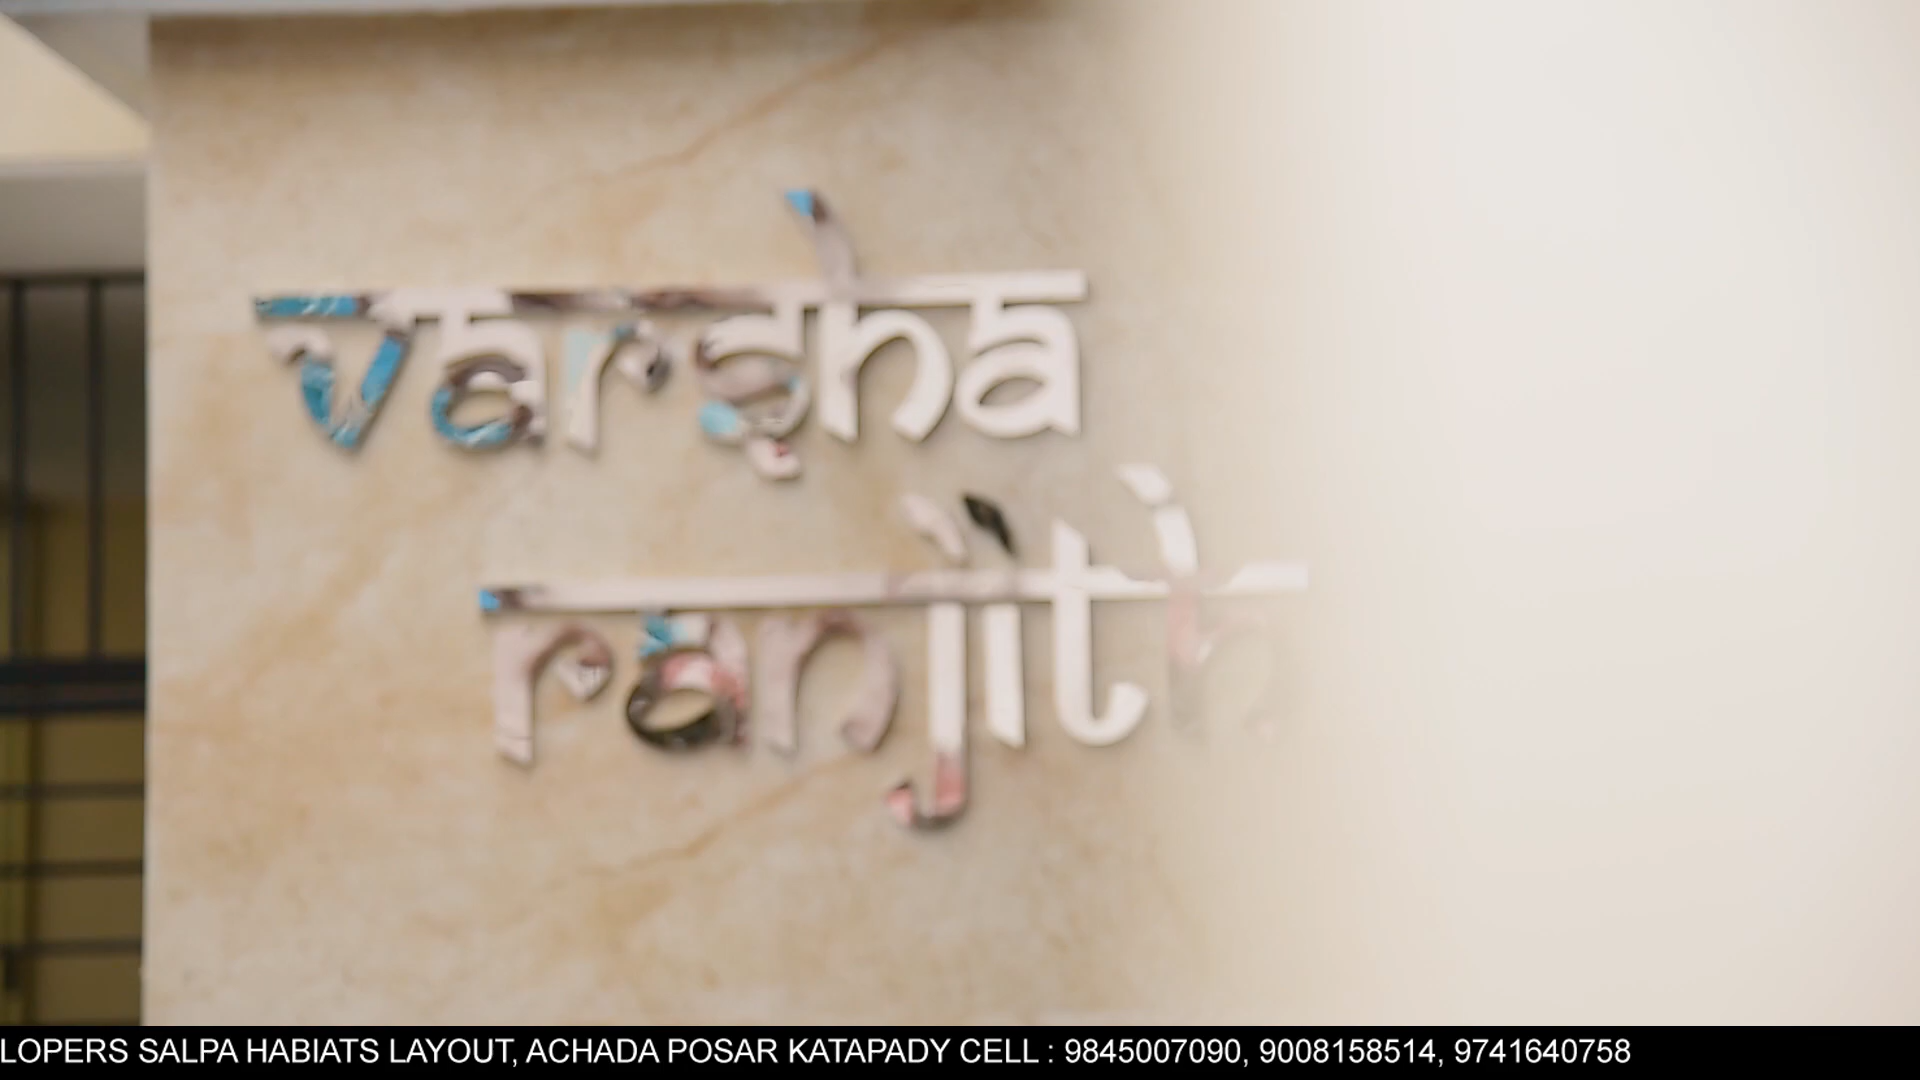 varsha
ranjith
LOPERS SALPA HABIATS LAYOUT, ACHADA POSAR KATAPADY CELL : 9845007090, 9008158514, 9741640758